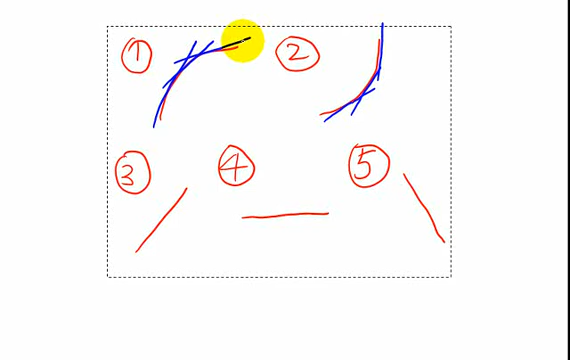 ① ②
③ ④ ⑤